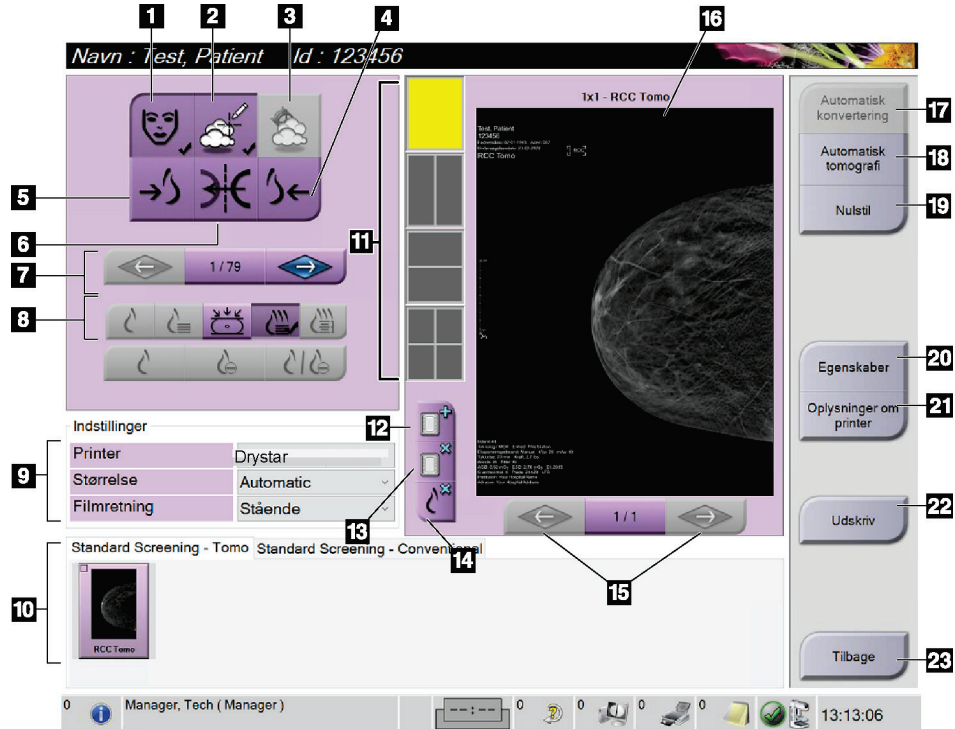 1 2 3 4 16
Navn : Test, Patient Id : 123456
1x1 - RCC Tomo
Automatisk konvertering 17
Test, Patient
123456
RCC
RCC Tomo
Automatisk tomografi 18
5
Nulstil 19
6
11
7
1 / 79
8
Egenskaber 20
Oplysninger om printer 21
Indstillinger
12
9
Printer Drystar
Størrelse Automatic
Filmretning Stående
13
1 / 1
Udskriv 22
14
15
10
Standard Screening - Tomo Standard Screening - Conventional
RCC Tomo
Tilbage 23
0 Manager, Tech ( Manager ) --:-- 0 0 0 0 13:13:06